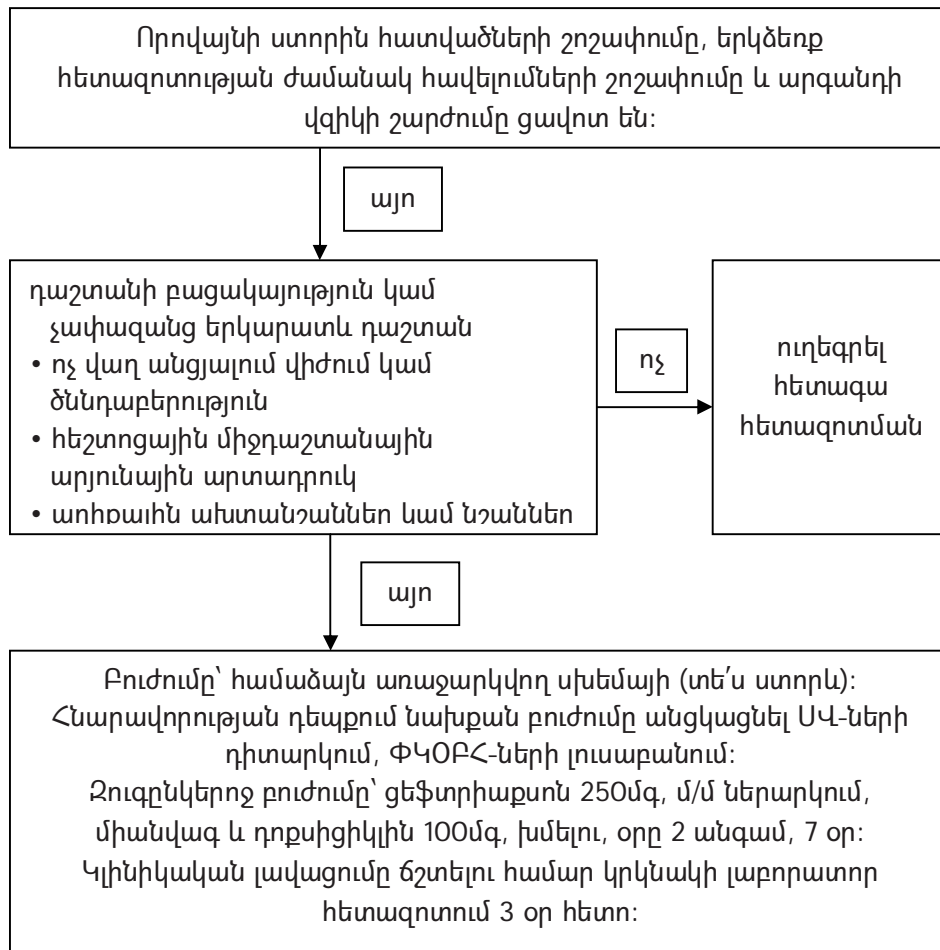 Որովայնի ստորին հատվածների շոշափումը, երկձեռք
հետազոտության ժամանակ հավելումների շոշափումը և արգանդի
վզիկի շարժումը ցավոտ են:
այո
դաշտանի բացակայություն կամ
չափազանց երկարատև դաշտան
• ոչ վաղ անցյալում վիժում կամ
ծննդաբերություն
• հեշտոցային միջդաշտանային
արյունային արտադրուկ
• առիքային ախտանշաններ կամ նշաններ
ոչ
ուղեգրել
հետագա
հետազոտման
այո
Բուժումը՝ համաձայն առաջարկվող սխեմայի (տե՛ս ստորև):
Հնարավորության դեպքում նախքան բուժումը անցկացնել ՍՎ-ների
դիտարկում, ՓԿՕԲՀ-ների լուսաբանում:
Զուգընկերոջ բուժումը՝ ցեֆտրիաքսոն 250մգ, մ/մ ներարկում,
միանվագ և դոքսիցիկլին 100մգ, խմելու, օրը 2 անգամ, 7 օր:
Կլինիկական լավացումը ճշտելու համար կրկնակի լաբորատոր
հետազոտում 3 օր հետո: